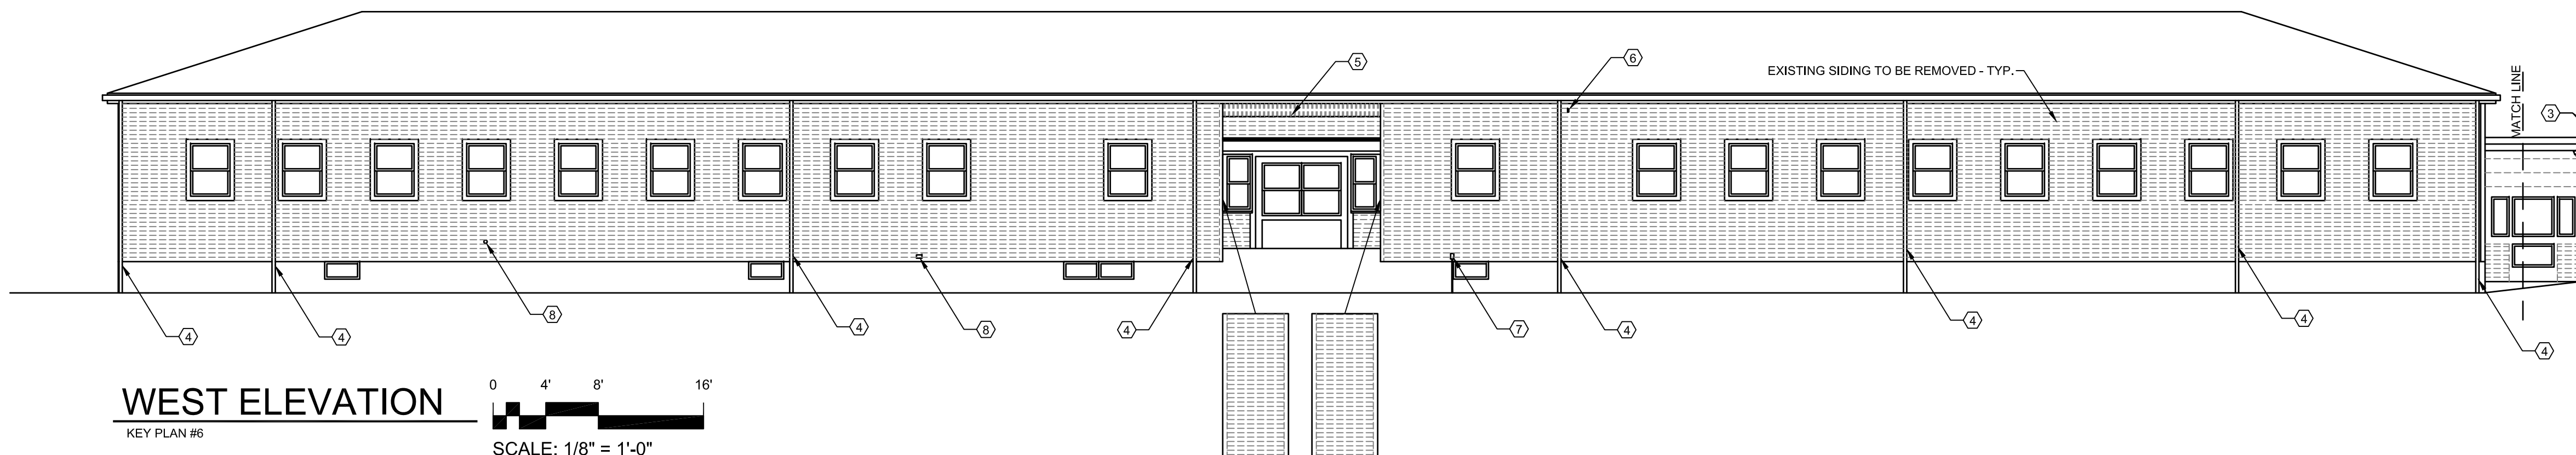 5
6
EXISTING SIDING TO BE REMOVED - TYP.
MATCH LINE
3
4
4
8
4
8
4
7
4
4
4
4
WEST ELEVATION
KEY PLAN #6
0 4' 8' 16'
SCALE: 1/8" = 1'-0"